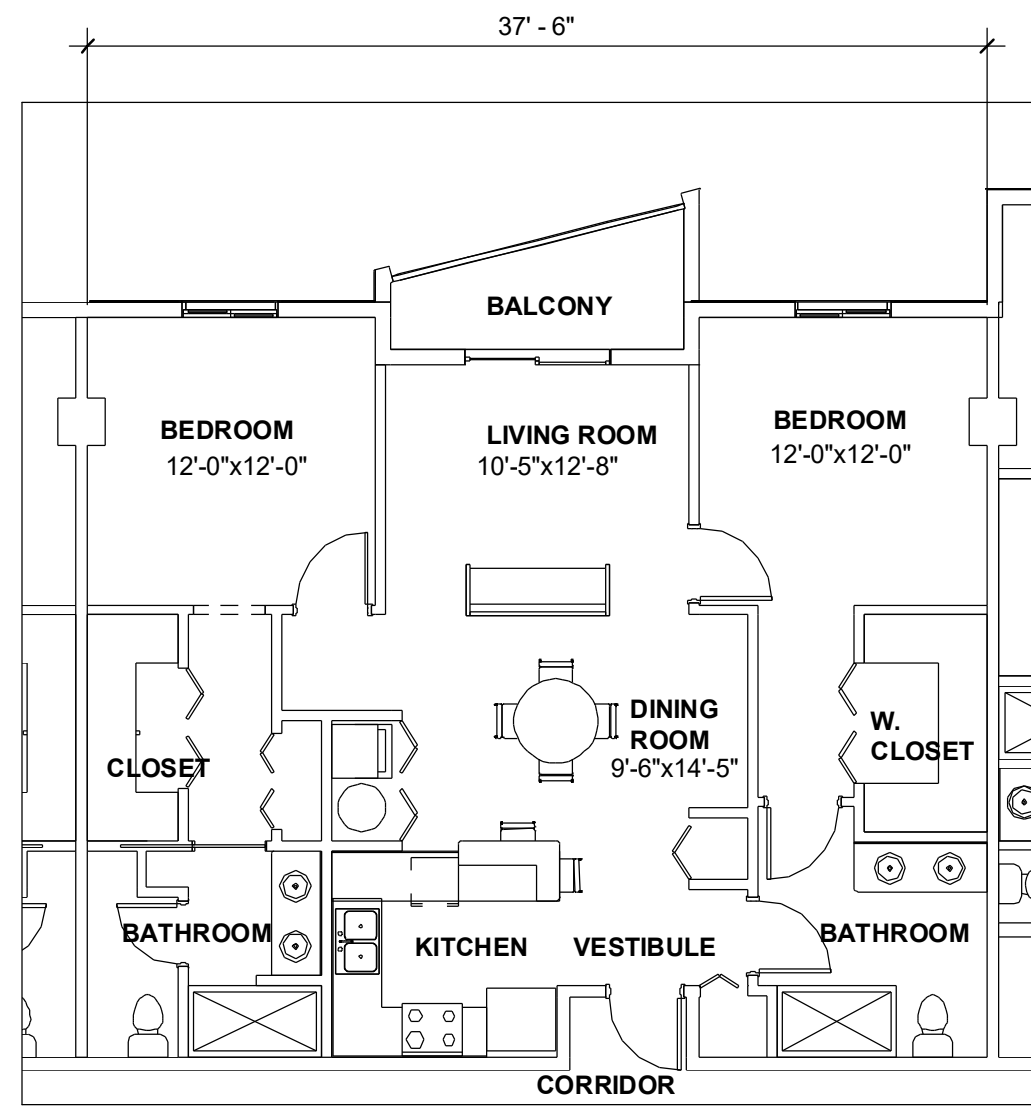 37' - 6"
BALCONY
BEDROOM
12'-0"x12'-0"
LIVING ROOM
10'-5"x12'-8"
BEDROOM
12'-0"x12'-0"
DINING
ROOM
9'-6"x14'-5"
W.
CLOSET
CLOSET
BATHROOM
KITCHEN
VESTIBULE
BATHROOM
CORRIDOR